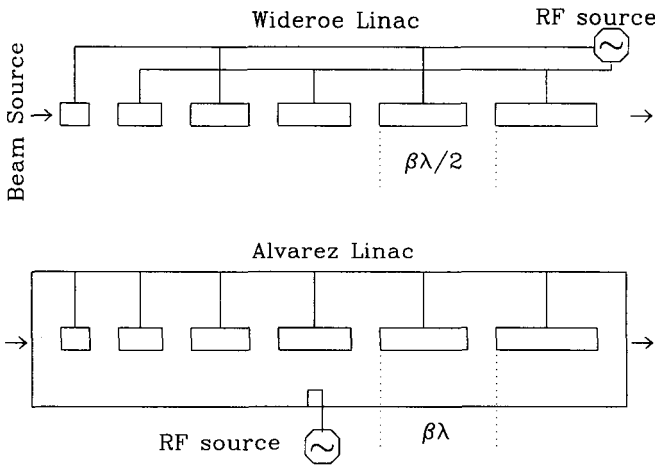 Wideroe Linac
RF source
Beam Source
βλ/2
Alvarez Linac
βλ
RF source